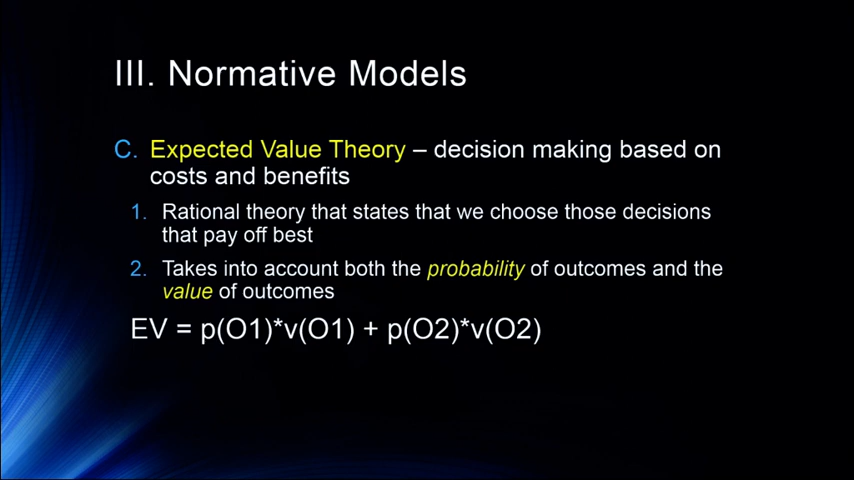 III. Normative Models
C. Expected Value Theory – decision making based on
costs and benefits
1. Rational theory that states that we choose those decisions
that pay off best
2. Takes into account both the probability of outcomes and the
value of outcomes
EV = p(O1)*v(O1) + p(O2)*v(O2)